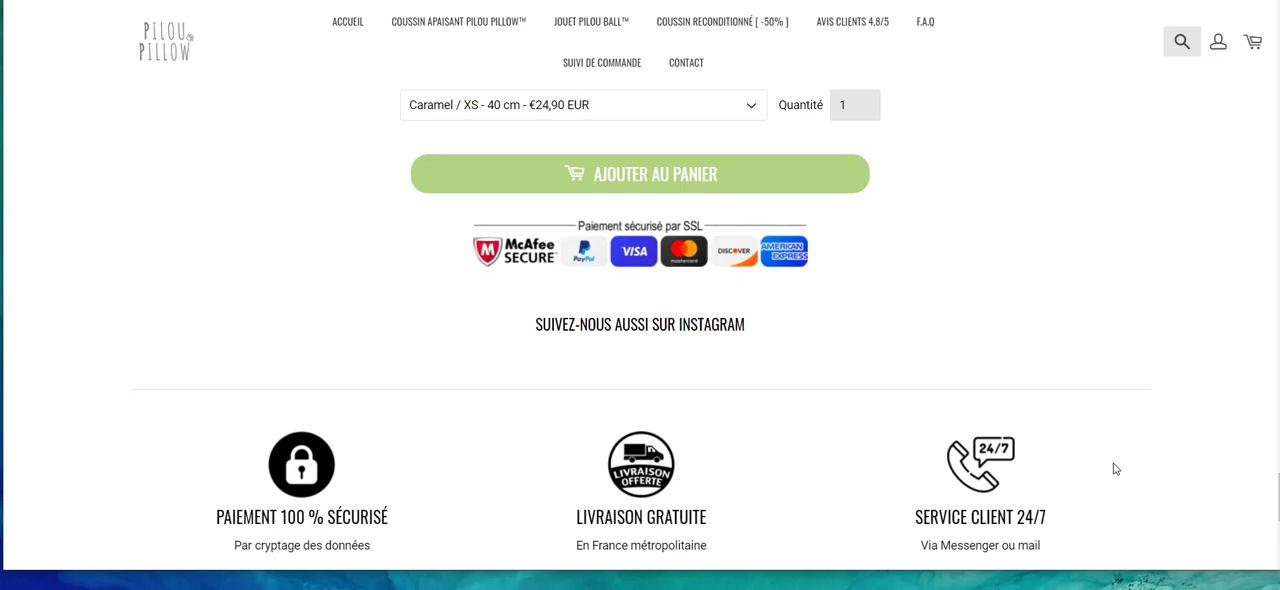 PILOU
PILLOW
ACCUEIL
COUSSIN APAISANT PILOU PILLOW™
JOUET PILOU BALL™
COUSSIN RECONDITIONNÉ [ -50% ]
AVIS CLIENTS 4,8/5
F.A.Q
SUIVI DE COMMANDE
CONTACT
Caramel / XS - 40 cm - €24,90 EUR
Quantité
1
AJOUTER AU PANIER
Paiement sécurisé par SSL
McAfee
SECURE™
PayPal
VISA
mastercard
DISCOVER
AMERICAN
EXPRESS
SUIVEZ-NOUS AUSSI SUR INSTAGRAM
LIVRAISON
OFFERTE
24/7
PAIEMENT 100 % SÉCURISÉ
LIVRAISON GRATUITE
SERVICE CLIENT 24/7
Par cryptage des données
En France métropolitaine
Via Messenger ou mail